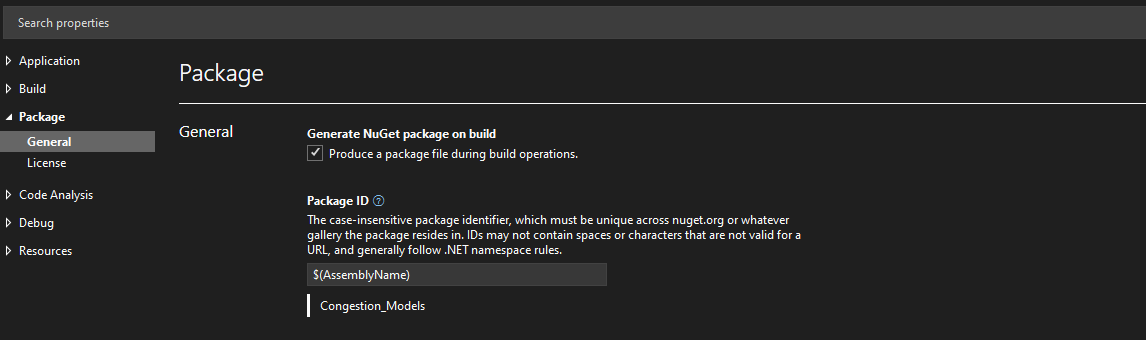 Search properties
Application
Build
Package
General
License
Code Analysis
Debug
Resources
Package
General
Generate NuGet package on build
Produce a package file during build operations.
Package ID
The case-insensitive package identifier, which must be unique across nuget.org or whatever
gallery the package resides in. IDs may not contain spaces or characters that are not valid for a
URL, and generally follow .NET namespace rules.
$(AssemblyName)
Congestion_Models